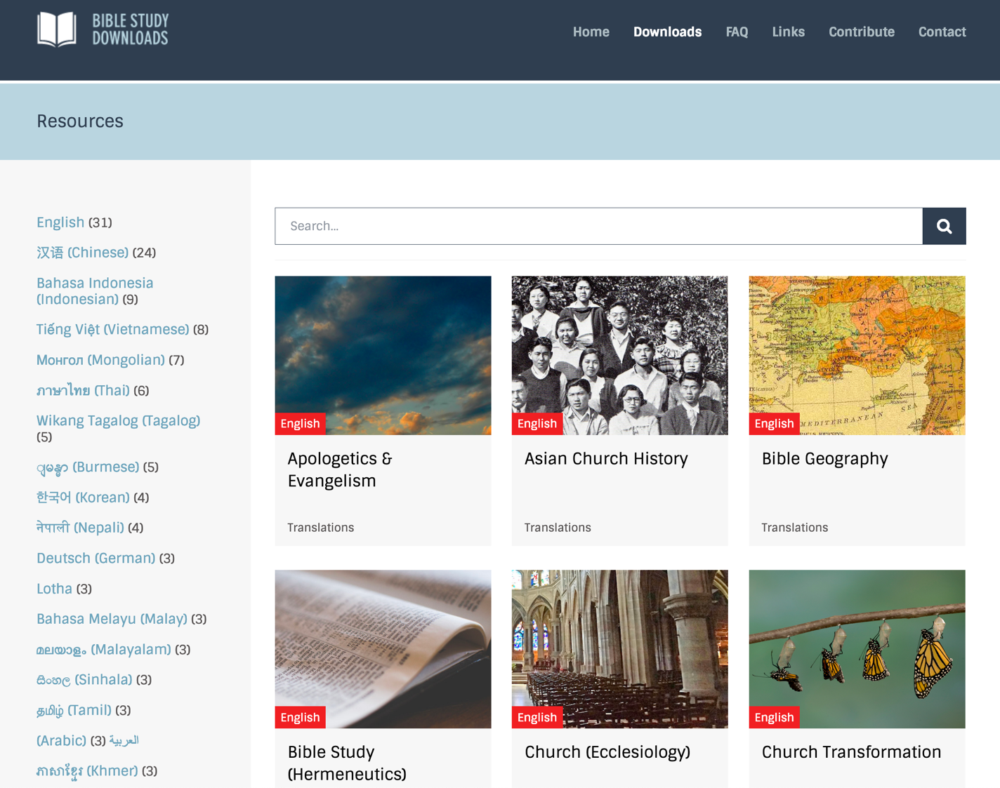 BIBLE STUDY
DOWNLOADS
Home Downloads FAQ Links Contribute Contact
Resources
English (31)
汉语 (Chinese) (24)
Bahasa Indonesia
(Indonesian) (9)
Tiếng Việt (Vietnamese) (8)
Монгол (Mongolian) (7)
ภาษาไทย (Thai) (6)
Wikang Tagalog (Tagalog)
(5)
ျမန္မာ (Burmese) (5)
한국어 (Korean) (4)
नेपाली (Nepali) (4)
Deutsch (German) (3)
Lotha (3)
Bahasa Melayu (Malay) (3)
മലയാളം (Malayalam) (3)
සිංහල (Sinhala) (3)
தமிழ் (Tamil) (3)
(Arabic) (3) العربية
ភាសាខ្មែរ (Khmer) (3)
Search...
English
English
English
Apologetics &
Evangelism
Asian Church History
Bible Geography
Translations
Translations
Translations
English
English
English
Bible Study
(Hermeneutics)
Church (Ecclesiology)
Church Transformation